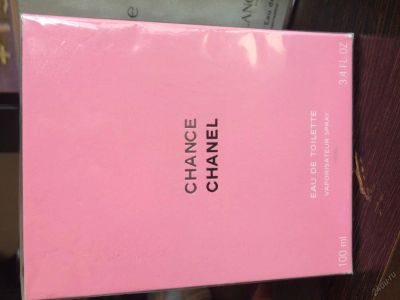 CHANCE
CHANEL
EAU DE TOILETTE
VAPORISATEUR SPRAY
100 ml
3.4 FL. OZ